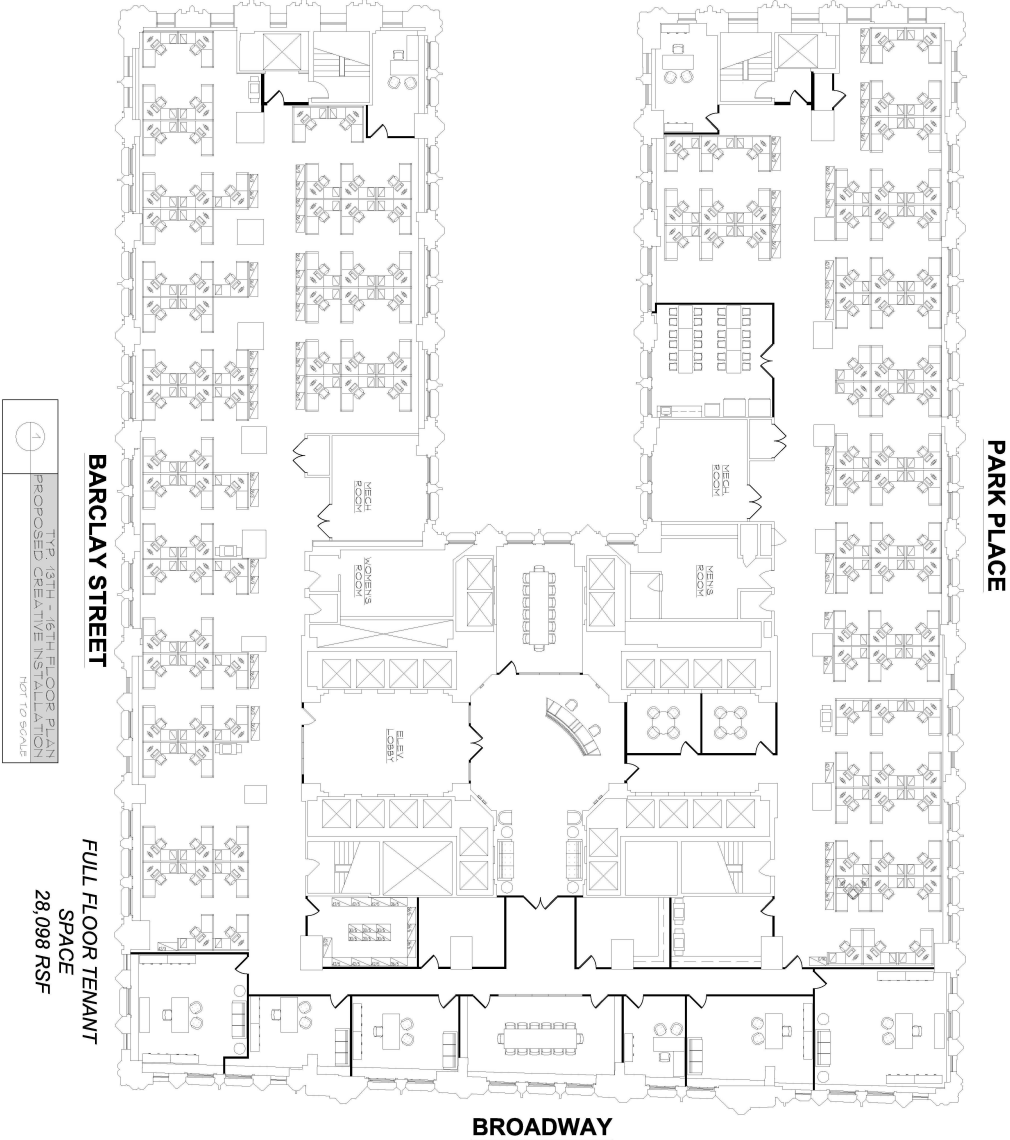 PARK PLACE
MECH
ROOM
MECH
ROOM
WOMENS
ROOM
MENS
ROOM
ELEV.
LOBBY
BARCLAY STREET
1
TYP. 13TH - 16TH FLOOR PLAN
PROPOSED CREATIVE INSTALLATION
NOT TO SCALE
FULL FLOOR TENANT
SPACE
28,098 RSF
BROADWAY